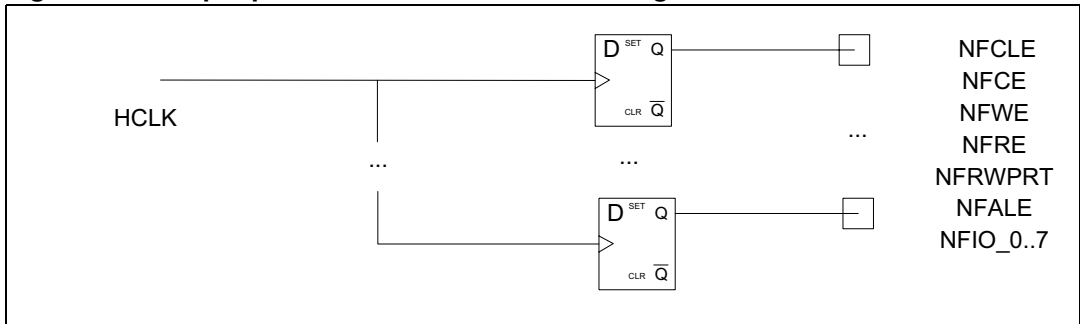 D SET Q
CLR Q
HCLK
...
...
...
D SET Q
CLR Q
NFCLE
NFCE
NFWE
NFRE
NFRWPRT
NFALE
NFIO_0..7